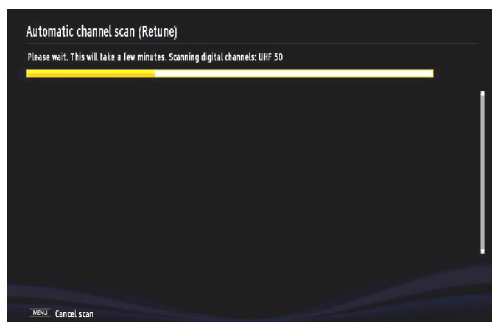 Automatic channel scan (Retune)
Please wait. This will take a few minutes. Scanning digital channels: UHF 50
MENU Cancel scan